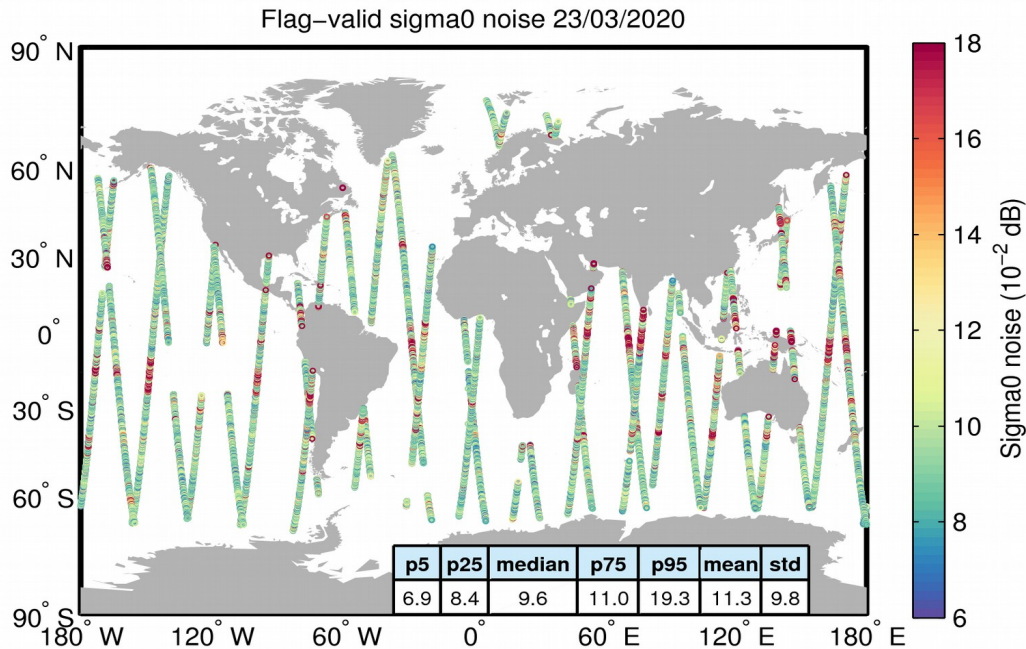 Flag−valid sigma0 noise 23/03/2020
90° N
60° N
30° N
0°
30° S
60° S
90° S
180° W
120° W
60° W
0°
60° E
120° E
180° E
p5 p25 median p75 p95 mean std
6.9 8.4 9.6 11.0 19.3 11.3 9.8
18
16
14
12
10
8
6
Sigma0 noise (10⁻² dB)